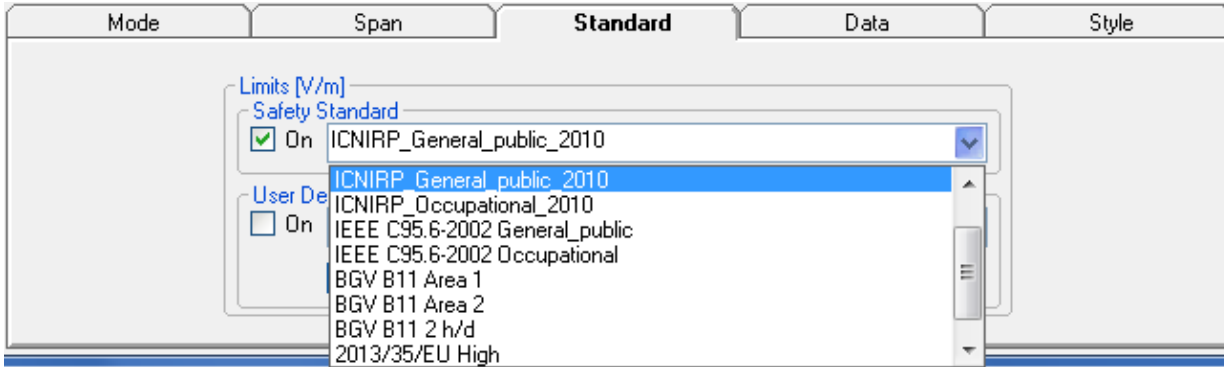 Mode Span Standard Data Style
Limits [V/m]
Safety Standard
On ICNIRP_General_public_2010
ICNIRP_General_public_2010
User De
ICNIRP_Occupational_2010
On IEEE C95.6-2002 General_public
IEEE C95.6-2002 Occupational
BGV B11 Area 1
BGV B11 Area 2
BGV B11 2 h/d
2013/35/EU High